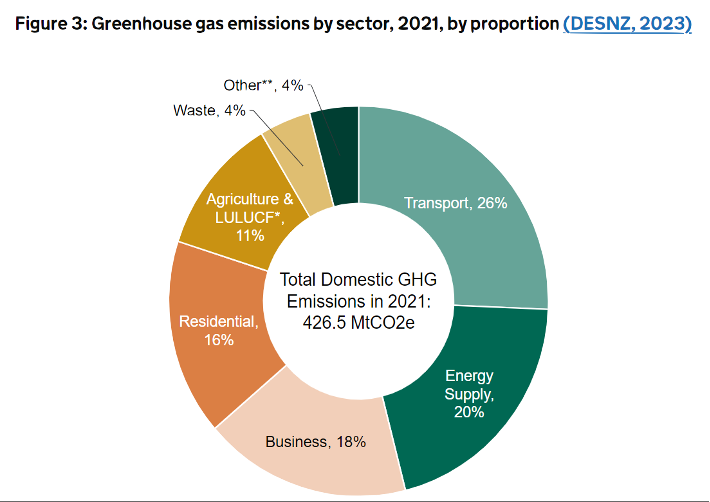 Figure 3: Greenhouse gas emissions by sector, 2021, by proportion (DESNZ, 2023)
Other**, 4%
Waste, 4%
Transport, 26%
Agriculture &
LULUCF*,
11%
Total Domestic GHG
Emissions in 2021:
426.5 MtCO2e
Residential,
16%
Energy
Supply,
20%
Business, 18%